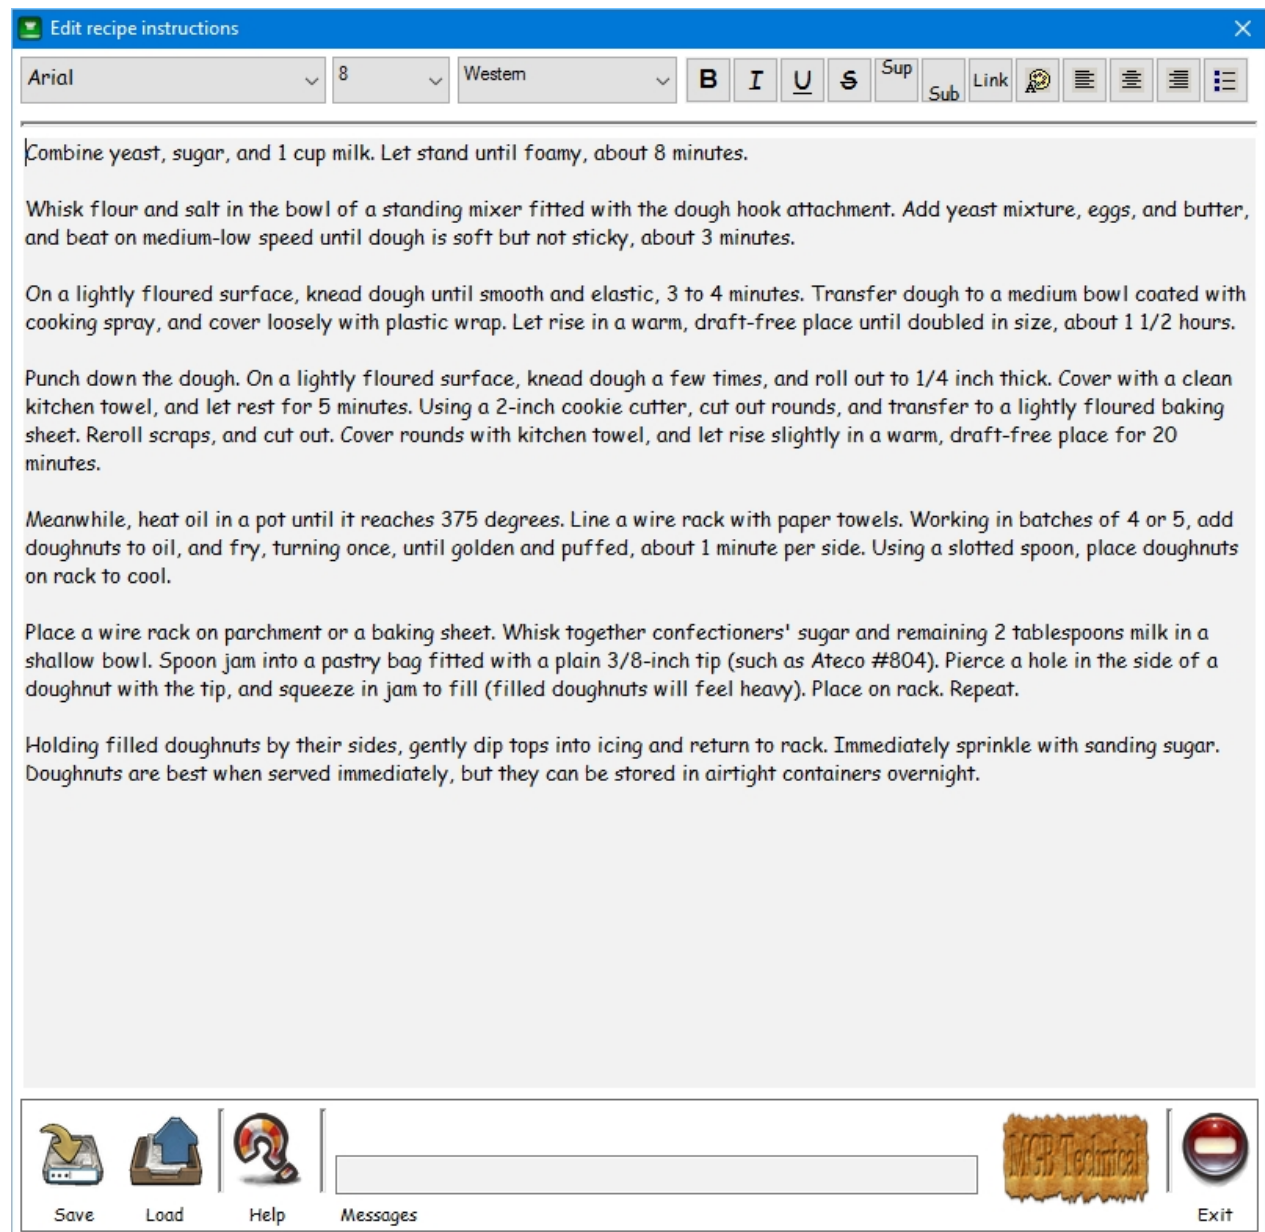 Edit recipe instructions
Arial 8 Western B I U S Sup Sub Link
Combine yeast, sugar, and 1 cup milk. Let stand until foamy, about 8 minutes.
Whisk flour and salt in the bowl of a standing mixer fitted with the dough hook attachment. Add yeast mixture, eggs, and butter,
and beat on medium-low speed until dough is soft but not sticky, about 3 minutes.
On a lightly floured surface, knead dough until smooth and elastic, 3 to 4 minutes. Transfer dough to a medium bowl coated with
cooking spray, and cover loosely with plastic wrap. Let rise in a warm, draft-free place until doubled in size, about 1 1/2 hours.
Punch down the dough. On a lightly floured surface, knead dough a few times, and roll out to 1/4 inch thick. Cover with a clean
kitchen towel, and let rest for 5 minutes. Using a 2-inch cookie cutter, cut out rounds, and transfer to a lightly floured baking
sheet. Reroll scraps, and cut out. Cover rounds with kitchen towel, and let rise slightly in a warm, draft-free place for 20
minutes.
Meanwhile, heat oil in a pot until it reaches 375 degrees. Line a wire rack with paper towels. Working in batches of 4 or 5, add
doughnuts to oil, and fry, turning once, until golden and puffed, about 1 minute per side. Using a slotted spoon, place doughnuts
on rack to cool.
Place a wire rack on parchment or a baking sheet. Whisk together confectioners' sugar and remaining 2 tablespoons milk in a
shallow bowl. Spoon jam into a pastry bag fitted with a plain 3/8-inch tip (such as Ateco #804). Pierce a hole in the side of a
doughnut with the tip, and squeeze in jam to fill (filled doughnuts will feel heavy). Place on rack. Repeat.
Holding filled doughnuts by their sides, gently dip tops into icing and return to rack. Immediately sprinkle with sanding sugar.
Doughnuts are best when served immediately, but they can be stored in airtight containers overnight.
MGB Technical
Save Load Help Messages Exit